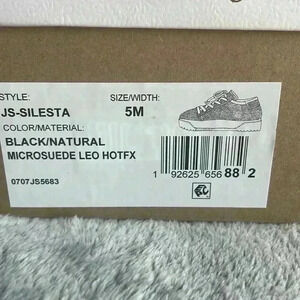 STYLE: SIZE/WIDTH:
JS-SILESTA 5M
COLOR/MATERIAL:
BLACK/NATURAL
MICROSUEDE LEO HOTFX
0707JS5683
1 92625 656 88 2